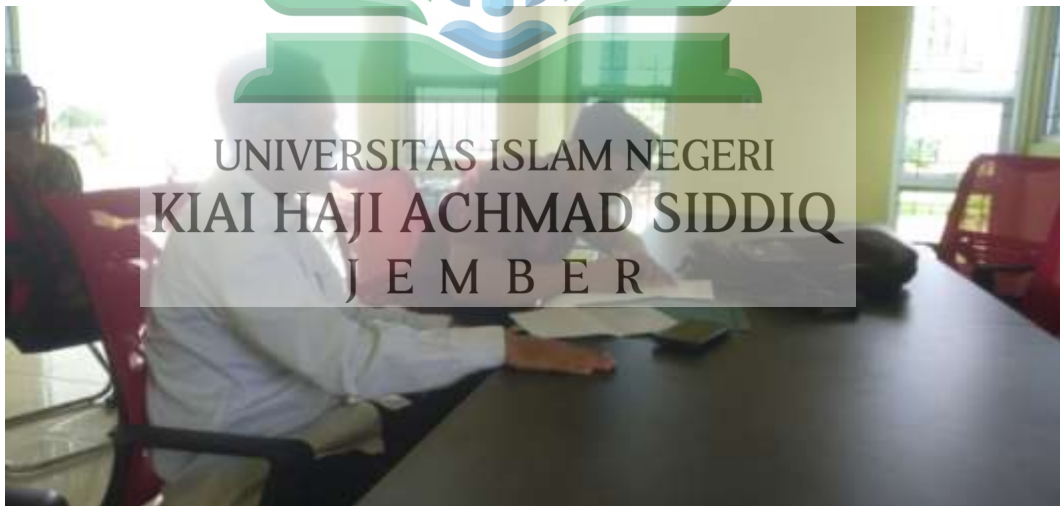 UNIVERSITAS ISLAM NEGERI
KIAI HAJI ACHMAD SIDDIQ
J E M B E R